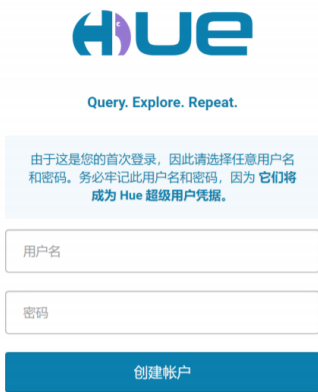 HUE
Query. Explore. Repeat.
由于这是您的首次登录，因此请选择任意用户名
和密码。务必牢记此用户名和密码，因为 它们将
成为 Hue 超级用户凭据。
用户名
密码
创建帐户